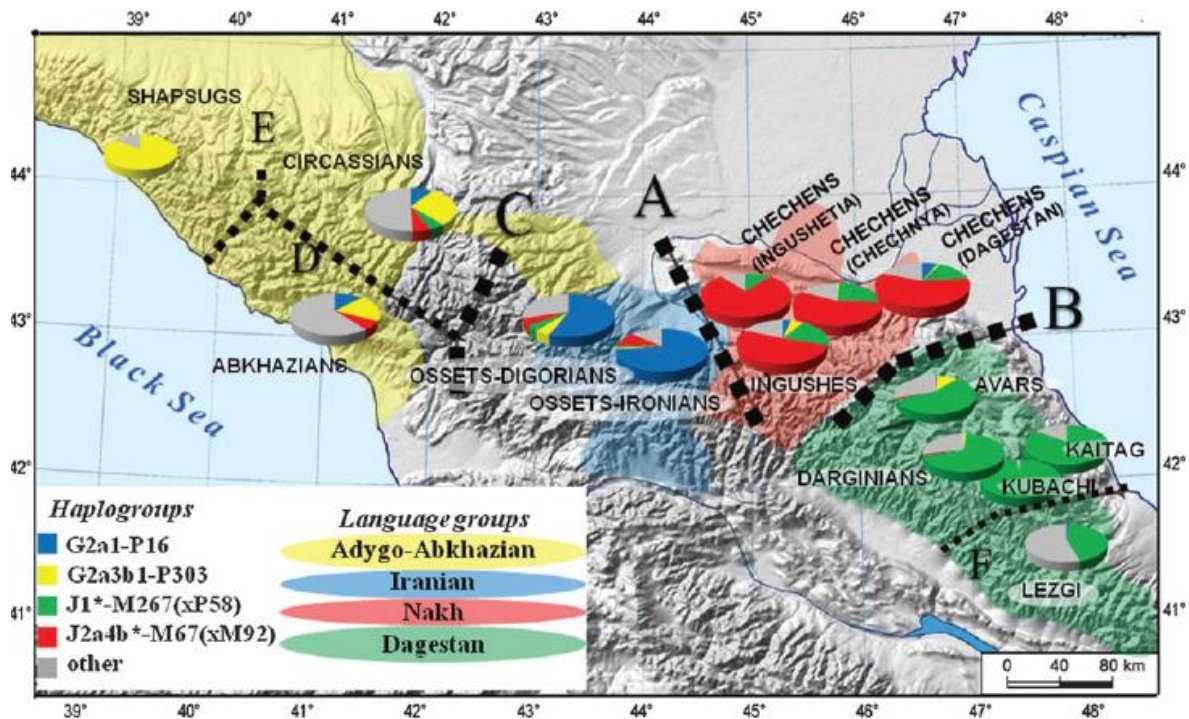 39° 40° 41° 42° 43° 44° 45° 46° 47° 48°
SHAPSUGS
E
CIRCASSIANS
44°
44°
C
A
CHECHENS
(INGUSHETIA)
CHECHENS
(CHECHNYA)
CHECHENS
(DAGESTAN)
Caspian Sea
D
B
43°
43°
Black Sea
ABKHAZIANS
OSSETS-DIGORIANS
OSSETS-IRONIANS
INGUSHES
AVARS
42°
42°
DARGINIANS
KAITAG
KUBACHI
F
LEZGI
41°
41°
Haplogroups
G2a1-P16
G2a3b1-P303
J1*-M267(xP58)
J2a4b*-M67(xM92)
other
Language groups
Adygo-Abkhazian
Iranian
Nakh
Dagestan
0 40 80 km
39° 40° 41° 42° 43° 44° 45° 46° 47° 48°